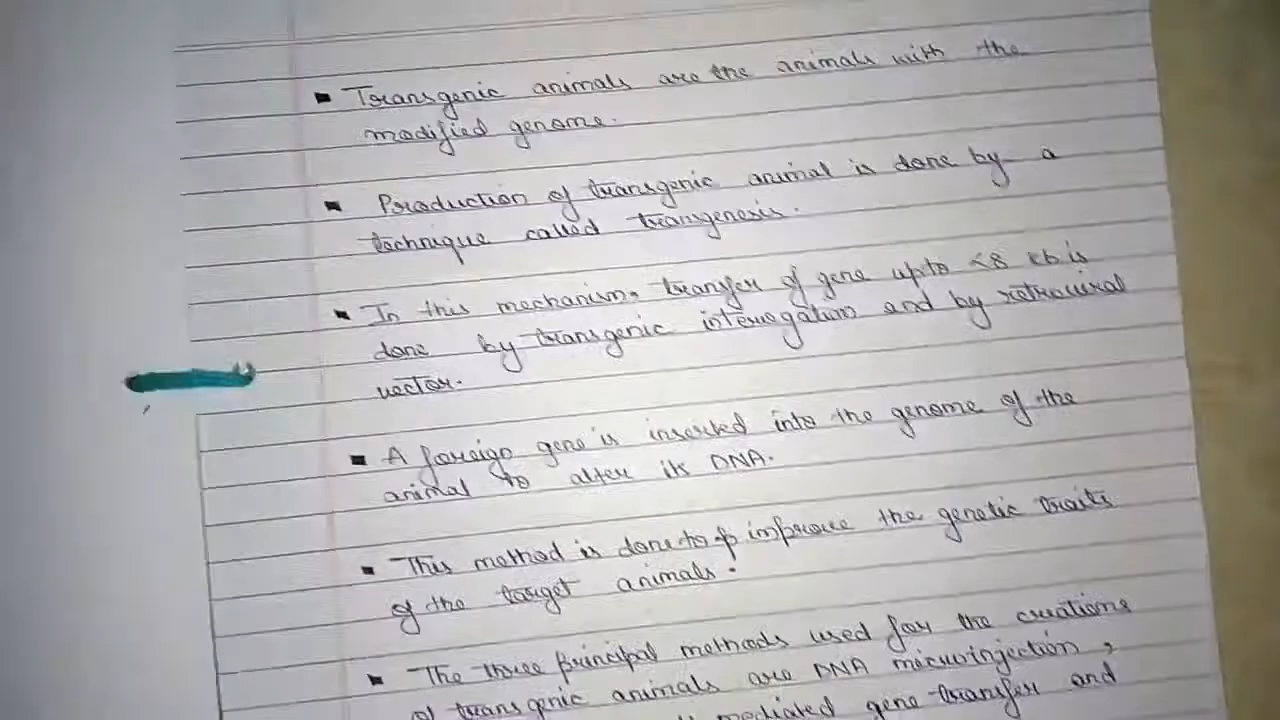 ▪ Transgenic animals are the animals with the
modified genome.
▪ Production of transgenic animal is done by a
technique called transgenesis.
▪ In this mechanism, transfer of gene upto <8 kb is
done by transgenic interrogation and by retroviral
vector.
▪ A foreign gene is inserted into the genome of the
animal to alter its DNA.
▪ This method is done to improve the genetic traits
of the target animals.
▪ The three principal methods used for the creations
of transgenic animals are DNA microinjection,
mediated gene transfer and